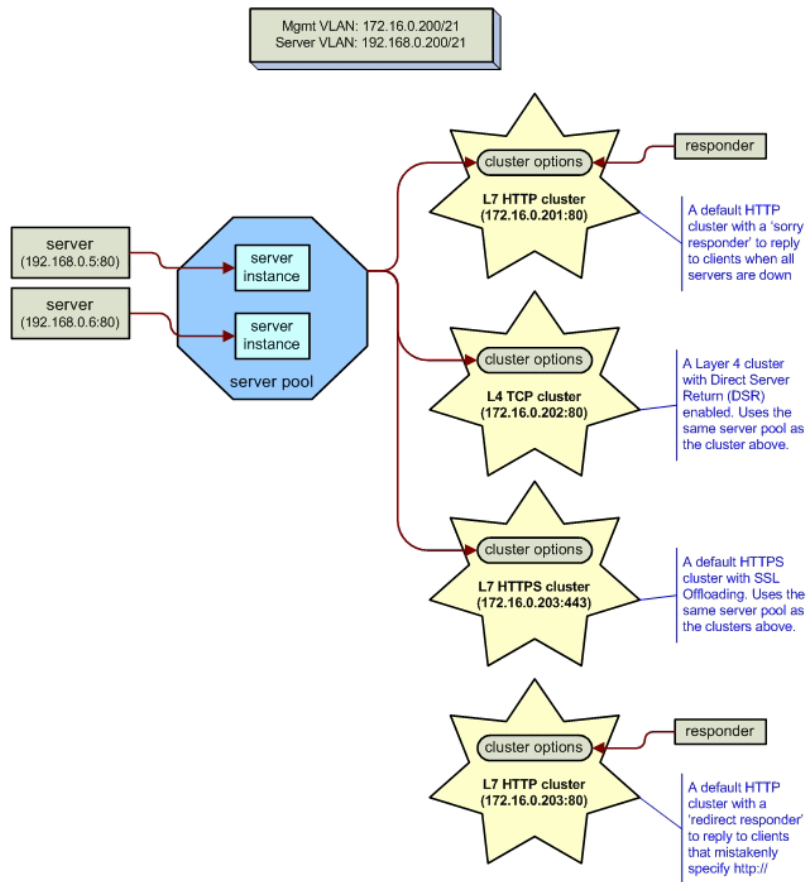 Mgmt VLAN: 172.16.0.200/21
Server VLAN: 192.168.0.200/21
cluster options
responder
L7 HTTP cluster
(172.16.0.201:80)
A default HTTP
cluster with a ‘sorry
responder’ to reply
to clients when all
servers are down
server
(192.168.0.5:80)
server
instance
server
(192.168.0.6:80)
server
instance
server pool
cluster options
L4 TCP cluster
(172.16.0.202:80)
A Layer 4 cluster
with Direct Server
Return (DSR)
enabled. Uses the
same server pool as
the cluster above.
cluster options
L7 HTTPS cluster
(172.16.0.203:443)
A default HTTPS
cluster with SSL
Offloading. Uses the
same server pool as
the clusters above.
cluster options
responder
L7 HTTP cluster
(172.16.0.203:80)
A default HTTP
cluster with a
‘redirect responder’
to reply to clients
that mistakenly
specify http://